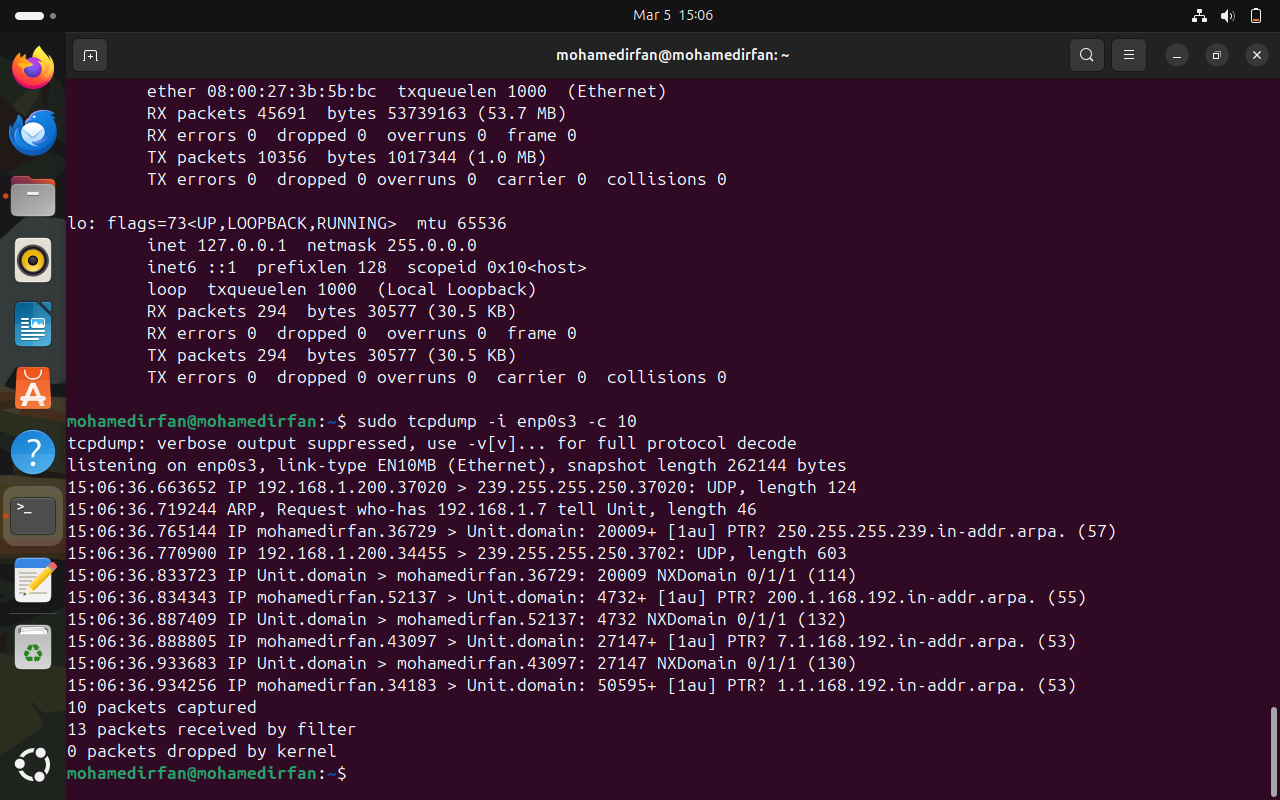 Mar 5 15:06
mohamedirfan@mohamedirfan: ~
ether 08:00:27:3b:5b:bc  txqueuelen 1000  (Ethernet)
RX packets 45691  bytes 53739163 (53.7 MB)
RX errors 0  dropped 0  overruns 0  frame 0
TX packets 10356  bytes 1017344 (1.0 MB)
TX errors 0  dropped 0 overruns 0  carrier 0  collisions 0
lo: flags=73<UP,LOOPBACK,RUNNING>  mtu 65536
inet 127.0.0.1  netmask 255.0.0.0
inet6 ::1  prefixlen 128  scopeid 0x10<host>
loop  txqueuelen 1000  (Local Loopback)
RX packets 294  bytes 30577 (30.5 KB)
RX errors 0  dropped 0  overruns 0  frame 0
TX packets 294  bytes 30577 (30.5 KB)
TX errors 0  dropped 0 overruns 0  carrier 0  collisions 0
mohamedirfan@mohamedirfan:~$ sudo tcpdump -i enp0s3 -c 10
tcpdump: verbose output suppressed, use -v[v]... for full protocol decode
listening on enp0s3, link-type EN10MB (Ethernet), snapshot length 262144 bytes
15:06:36.663652 IP 192.168.1.200.37020 > 239.255.255.250.37020: UDP, length 124
15:06:36.719244 ARP, Request who-has 192.168.1.7 tell Unit, length 46
15:06:36.765144 IP mohamedirfan.36729 > Unit.domain: 20009+ [1au] PTR? 250.255.255.239.in-addr.arpa. (57)
15:06:36.770900 IP 192.168.1.200.34455 > 239.255.255.250.3702: UDP, length 603
15:06:36.833723 IP Unit.domain > mohamedirfan.36729: 20009 NXDomain 0/1/1 (114)
15:06:36.834343 IP mohamedirfan.52137 > Unit.domain: 4732+ [1au] PTR? 200.1.168.192.in-addr.arpa. (55)
15:06:36.887409 IP Unit.domain > mohamedirfan.52137: 4732 NXDomain 0/1/1 (132)
15:06:36.888805 IP mohamedirfan.43097 > Unit.domain: 27147+ [1au] PTR? 7.1.168.192.in-addr.arpa. (53)
15:06:36.933683 IP Unit.domain > mohamedirfan.43097: 27147 NXDomain 0/1/1 (130)
15:06:36.934256 IP mohamedirfan.34183 > Unit.domain: 50595+ [1au] PTR? 1.1.168.192.in-addr.arpa. (53)
10 packets captured
13 packets received by filter
0 packets dropped by kernel
mohamedirfan@mohamedirfan:~$